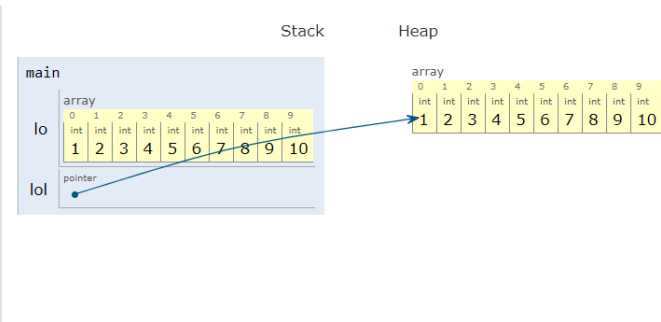 Stack Heap
main
array
0 1 2 3 4 5 6 7 8 9
int int int int int int int int int int
lo 1 2 3 4 5 6 7 8 9 10
pointer
lol
array
0 1 2 3 4 5 6 7 8 9
int int int int int int int int int int
1 2 3 4 5 6 7 8 9 10